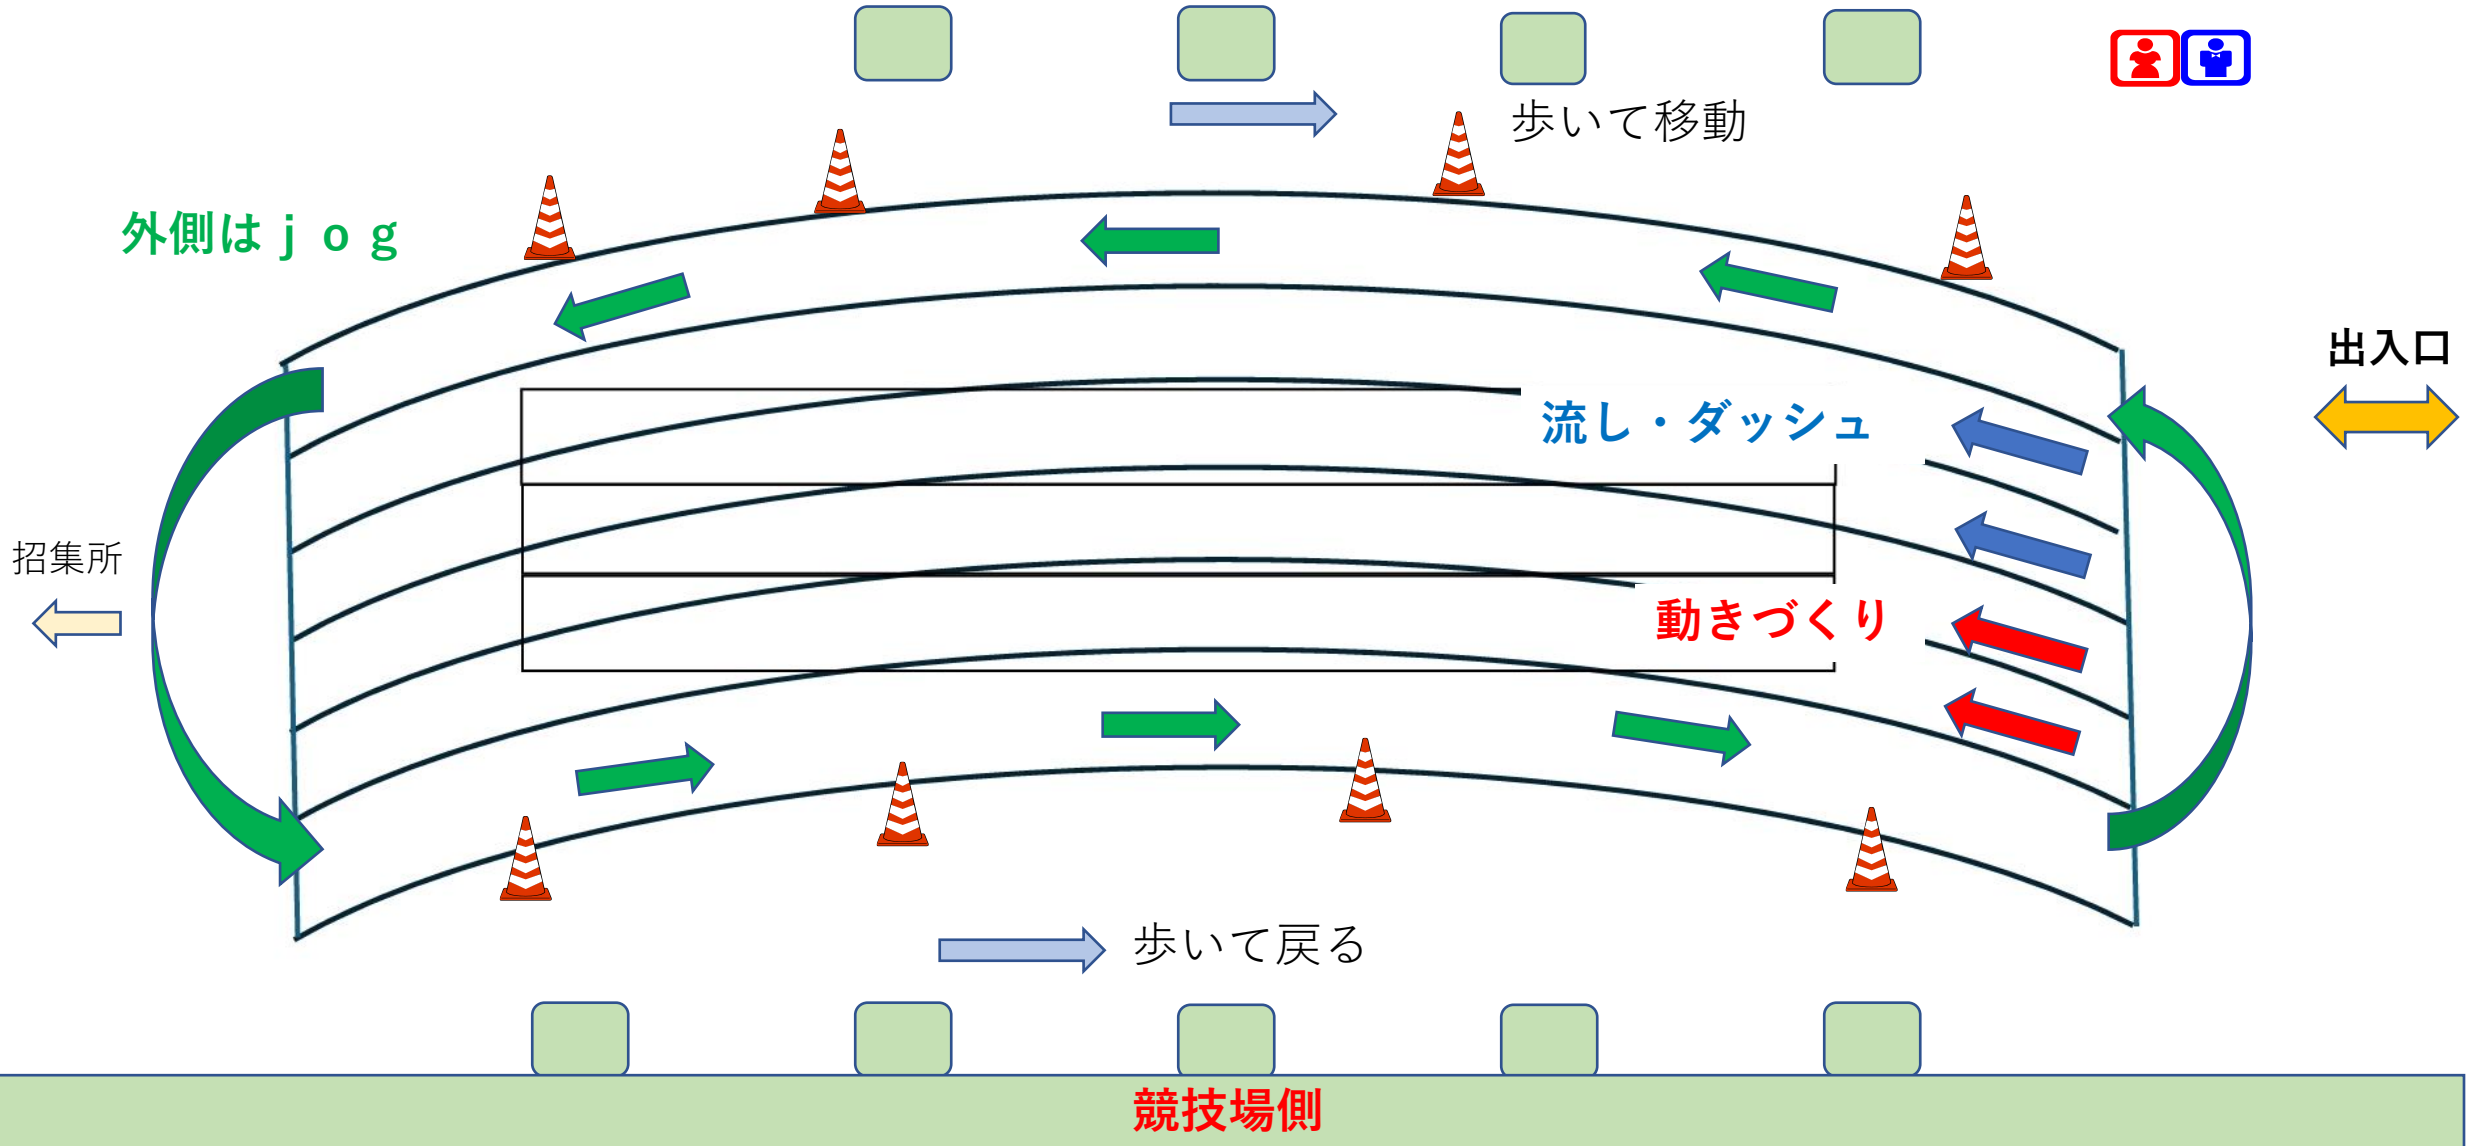 歩いて移動
外側はｊｏｇ
出入口
流し・ダッシュ
招集所
動きづくり
歩いて戻る
競技場側